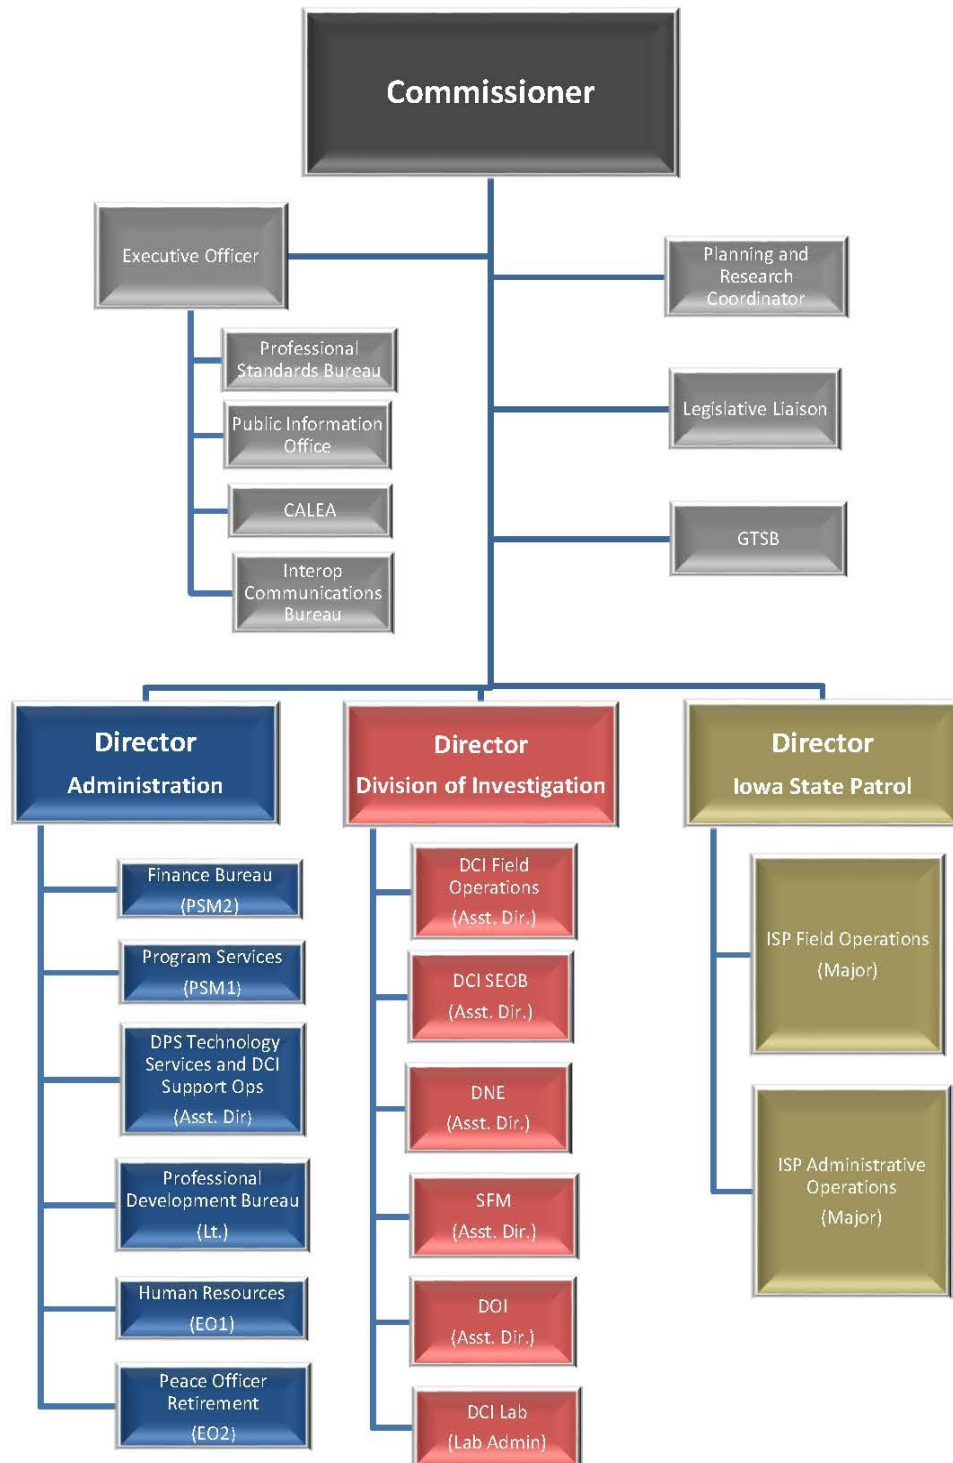 Commissioner
Executive Officer
Professional
Standards Bureau
Public Information
Office
CALEA
Interop
Communications
Bureau
Planning and
Research
Coordinator
Legislative Liaison
GTSB
Director
Administration
Finance Bureau
(PSM2)
Program Services
(PSM1)
DPS Technology
Services and DCI
Support Ops
(Asst. Dir)
Professional
Development Bureau
(Lt.)
Human Resources
(EO1)
Peace Officer
Retirement
(EO2)
Director
Division of Investigation
DCI Field
Operations
(Asst. Dir.)
DCI SEOB
(Asst. Dir.)
DNE
(Asst. Dir.)
SFM
(Asst. Dir.)
DOI
(Asst. Dir.)
DCI Lab
(Lab Admin)
Director
Iowa State Patrol
ISP Field Operations
(Major)
ISP Administrative
Operations
(Major)